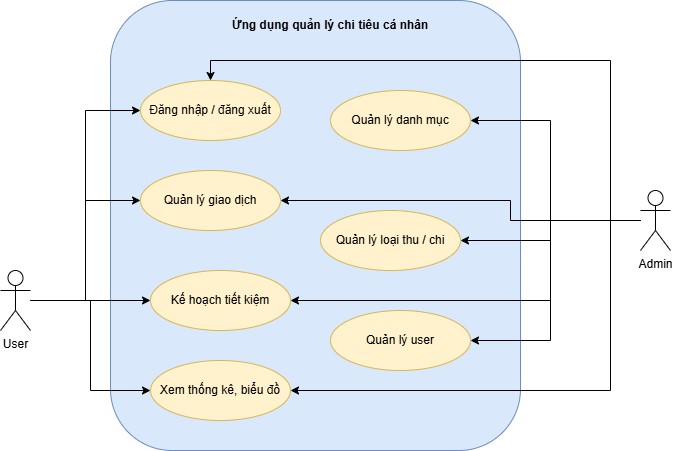 Ứng dụng quản lý chi tiêu cá nhân
Đăng nhập / đăng xuất
Quản lý danh mục
Quản lý giao dịch
Quản lý loại thu / chi
Admin
Kế hoạch tiết kiệm
User
Quản lý user
Xem thống kê, biểu đồ